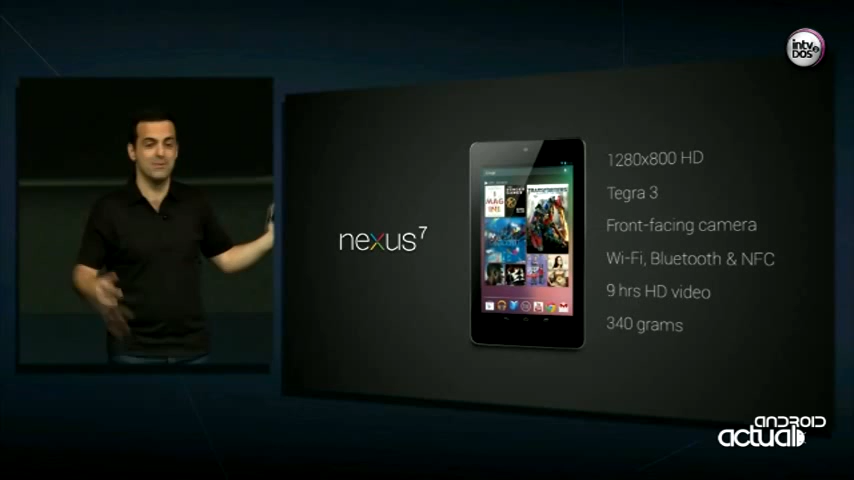 intv
DOS
nexus7
1280x800 HD
Tegra 3
Front-facing camera
Wi-Fi, Bluetooth & NFC
9 hrs HD video
340 grams
ANDROID
actual